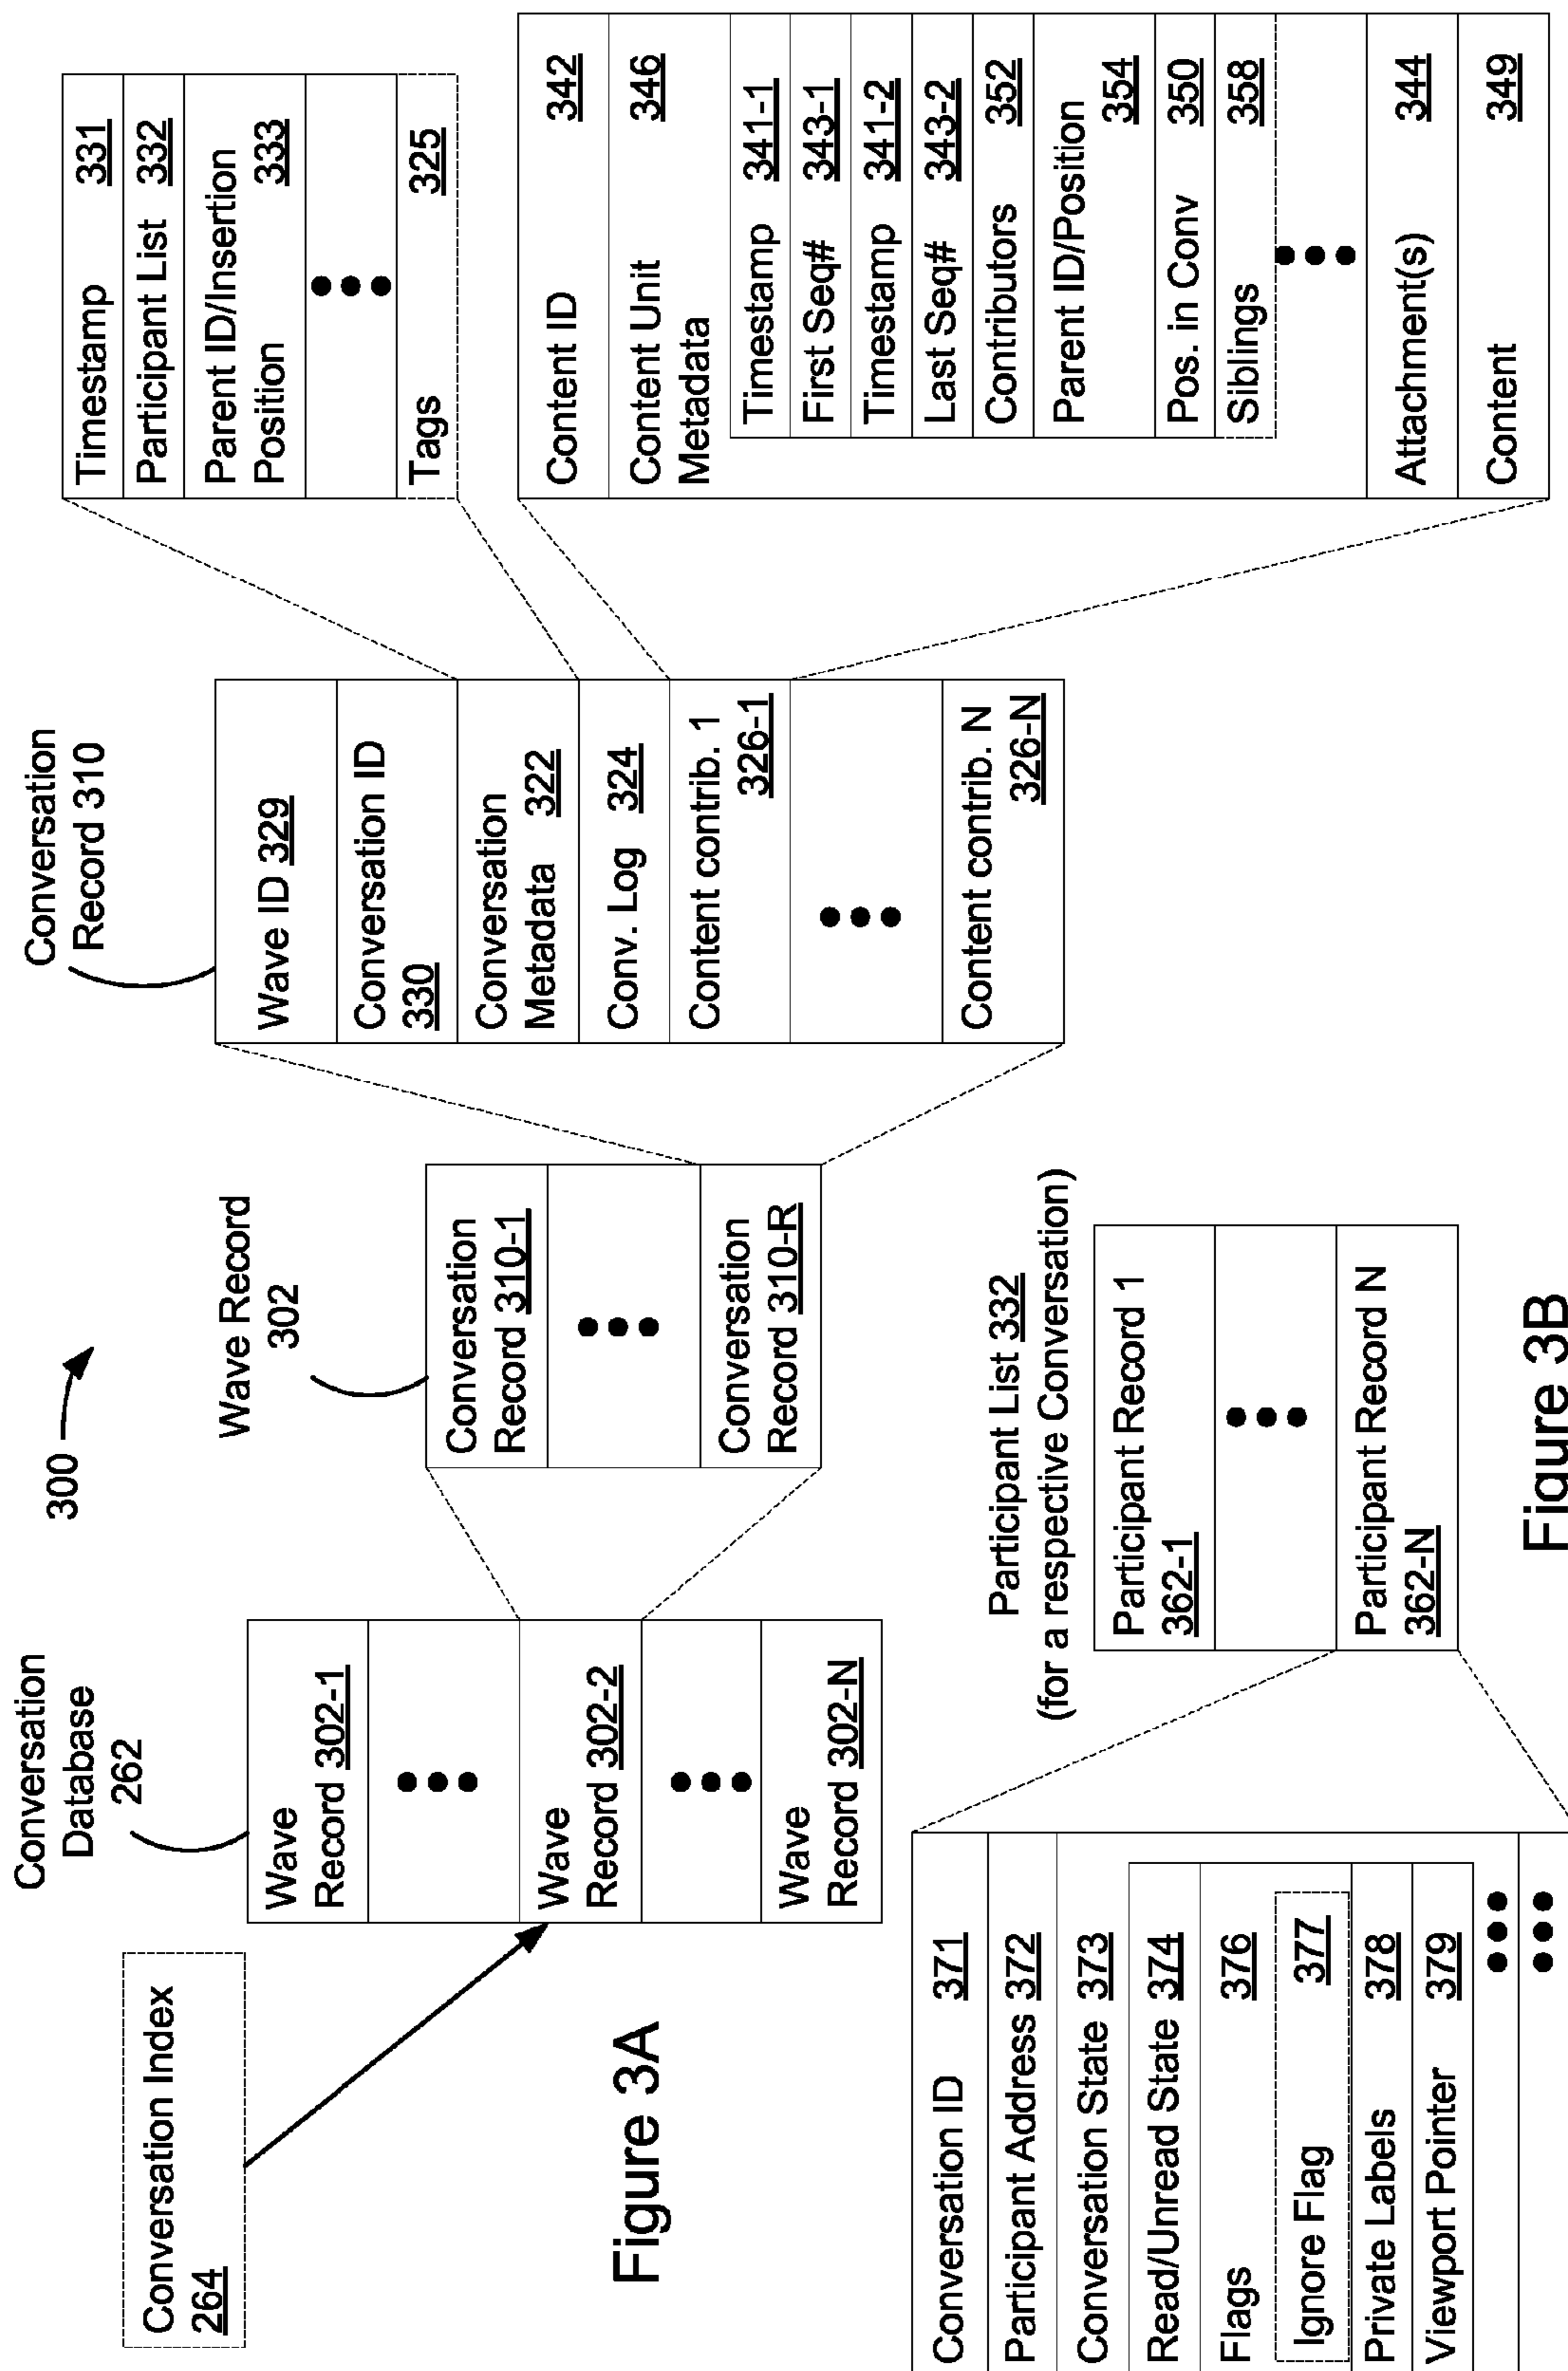 300
Conversation Index
264
Conversation
Database
262
Wave
Record 302-1
Wave
Record 302-2
Wave
Record 302-N
Wave Record
302
Conversation
Record 310-1
Conversation
Record 310-R
Conversation
Record 310
Wave ID 329
Conversation ID
330
Conversation
Metadata 322
Conv. Log 324
Content contrib. 1
326-1
Content contrib. N
326-N
Timestamp 331
Participant List 332
Parent ID/Insertion
Position 333
Tags 325
Content ID 342
Content Unit 346
Metadata
Timestamp 341-1
First Seq# 343-1
Timestamp 341-2
Last Seq# 343-2
Contributors 352
Parent ID/Position
354
Pos. in Conv 350
Siblings 358
Attachment(s) 344
Content 349
Figure 3A
Participant List 332
(for a respective Conversation)
Participant Record 1
362-1
Participant Record N
362-N
Conversation ID 371
Participant Address 372
Conversation State 373
Read/Unread State 374
Flags 376
Ignore Flag 377
Private Labels 378
Viewport Pointer 379
Figure 3B